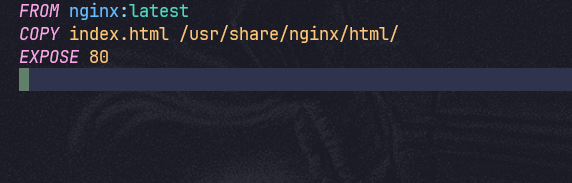 FROM nginx:latest
COPY index.html /usr/share/nginx/html/
EXPOSE 80